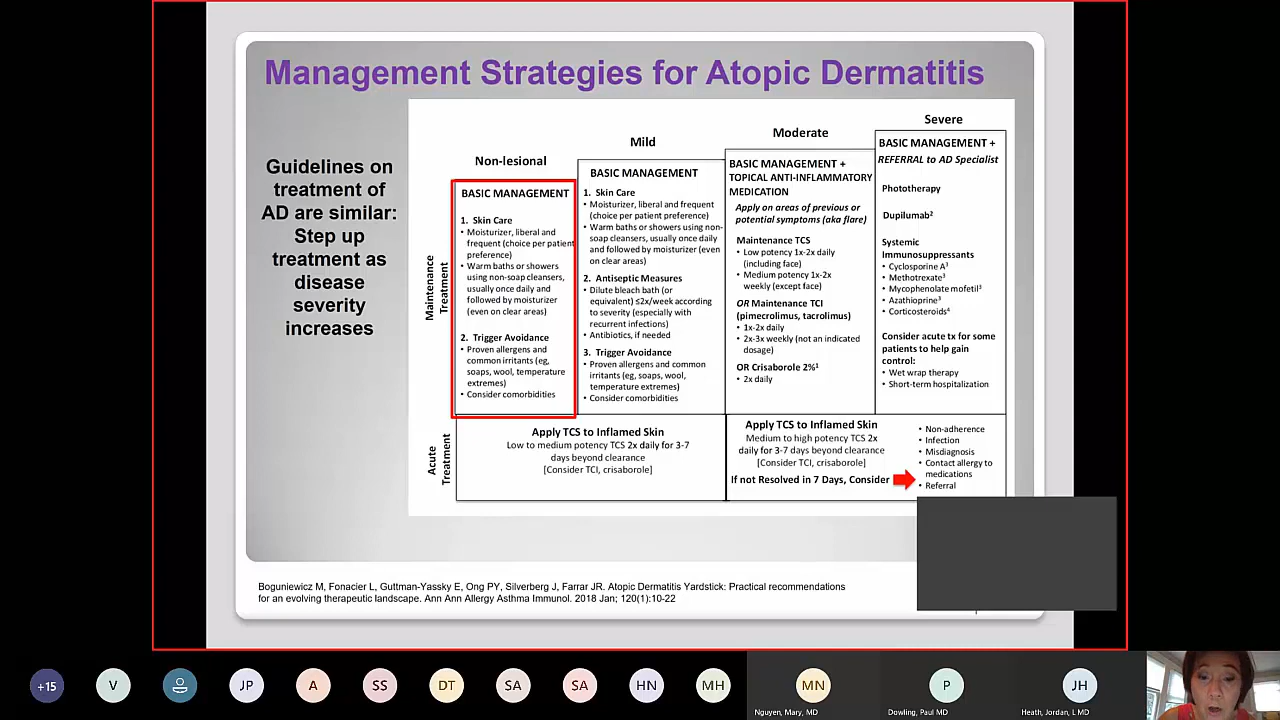 Management Strategies for Atopic Dermatitis
Guidelines on
treatment of
AD are similar:
Step up
treatment as
disease
severity
increases
Non-lesional
Mild
Moderate
Severe
Maintenance
Treatment
BASIC MANAGEMENT
1. Skin Care
• Moisturizer, liberal and
frequent (choice per patient
preference)
• Warm baths or showers
using non-soap cleansers,
usually once daily and
followed by moisturizer
(even on clear areas)
2. Trigger Avoidance
• Proven allergens and
common irritants (eg,
soaps, wool, temperature
extremes)
• Consider comorbidities
BASIC MANAGEMENT
1. Skin Care
• Moisturizer, liberal and frequent
(choice per patient preference)
• Warm baths or showers using non-
soap cleansers, usually once daily
and followed by moisturizer (even
on clear areas)
2. Antiseptic Measures
• Dilute bleach bath (or
equivalent) ≤2x/week according
to severity (especially with
recurrent infections)
• Antibiotics, if needed
3. Trigger Avoidance
• Proven allergens and common
irritants (eg, soaps, wool,
temperature extremes)
• Consider comorbidities
BASIC MANAGEMENT +
TOPICAL ANTI-INFLAMMATORY
MEDICATION
Apply on areas of previous or
potential symptoms (aka flare)
Maintenance TCS
• Low potency 1x-2x daily
(including face)
• Medium potency 1x-2x
weekly (except face)
OR Maintenance TCI
(pimecrolimus, tacrolimus)
• 1x-2x daily
• 2x-3x weekly (not an indicated
dosage)
OR Crisaborole 2%¹
• 2x daily
BASIC MANAGEMENT +
REFERRAL to AD Specialist
Phototherapy
Dupilumab²
Systemic
Immunosuppressants
• Cyclosporine A³
• Methotrexate³
• Mycophenolate mofetil³
• Azathioprine³
• Corticosteroids⁴
Consider acute tx for some
patients to help gain
control:
• Wet wrap therapy
• Short-term hospitalization
Acute
Treatment
Apply TCS to Inflamed Skin
Low to medium potency TCS 2x daily for 3-7
days beyond clearance
[Consider TCI, crisaborole]
Apply TCS to Inflamed Skin
Medium to high potency TCS 2x
daily for 3-7 days beyond clearance
[Consider TCI, crisaborole]
If not Resolved in 7 Days, Consider
• Non-adherence
• Infection
• Misdiagnosis
• Contact allergy to
medications
• Referral
Boguniewicz M, Fonacier L, Guttman-Yassky E, Ong PY, Silverberg J, Farrar JR. Atopic Dermatitis Yardstick: Practical recommendations
for an evolving therapeutic landscape. Ann Ann Allergy Asthma Immunol. 2018 Jan; 120(1):10-22
+15
V
JP
A
SS
DT
SA
SA
HN
MH
MN
P
JH
Nguyen, Mary, MD
Dowling, Paul MD
Heath, Jordan, L MD